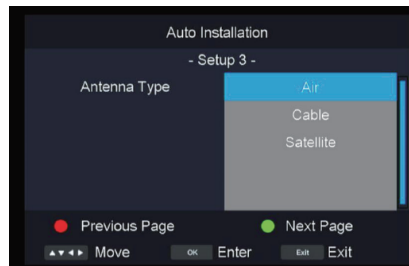 Auto Installation
- Setup 3 -
Antenna Type Air
Cable
Satellite
Previous Page Next Page
▲▼◄► Move OK Enter Exit Exit